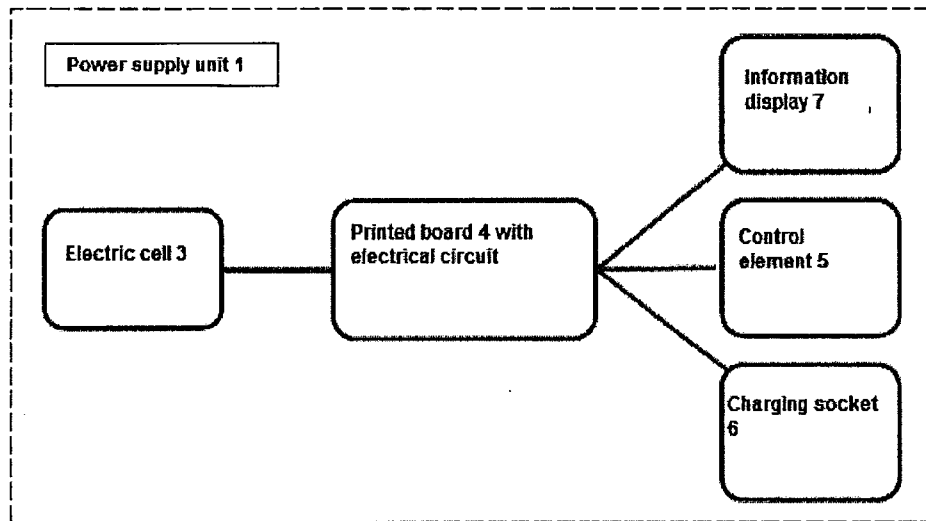 Power supply unit 1
Information
display 7
Electric cell 3
Printed board 4 with
electrical circuit
Control
element 5
Charging socket
6